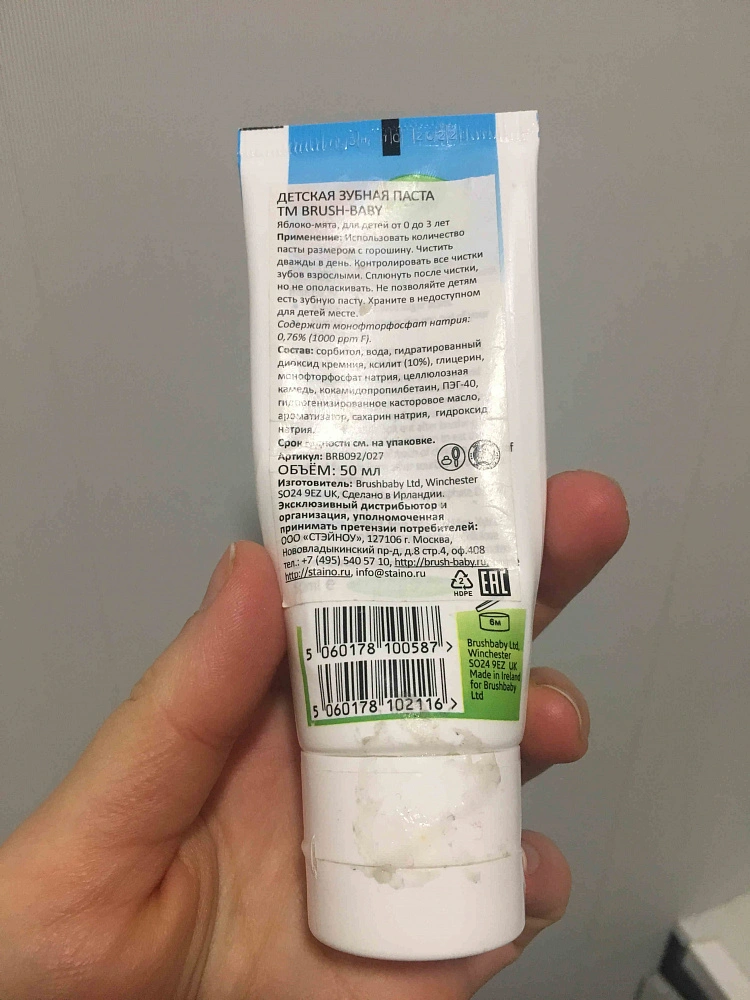 ДЕТСКАЯ ЗУБНАЯ ПАСТА
ТМ BRUSH-BABY
Яблоко-мята, для детей от 0 до 3 лет
Применение: Использовать количество
пасты размером с горошину. Чистить
дважды в день. Контролировать все чистки
зубов взрослыми. Сплюнуть после чистки,
но не ополаскивать. Не позволяйте детям
есть зубную пасту. Храните в недоступном
для детей месте.
Содержит монофторфосфат натрия:
0,76% (1000 ppm F).
Состав: сорбитол, вода, гидратированный
диоксид кремния, ксилит (10%), глицерин,
монофторфосфат натрия, целлюлозная
камедь, кокамидопропилбетаин, ПЭГ-40,
гидрогенизированное касторовое масло,
ароматизатор, сахарин натрия, гидроксид
натрия.
Срок годности см. на упаковке.
Артикул: BRB092/027
ОБЪЁМ: 50 мл
Изготовитель: Brushbaby Ltd, Winchester
SO24 9EZ UK, Сделано в Ирландии.
Эксклюзивный дистрибьютор и
организация, уполномоченная
принимать претензии потребителей:
ООО «СТЭЙНОУ», 127106 г. Москва,
Нововладыкинский пр-д, д.8 стр.4, оф.408
тел.: +7 (495) 540 57 10, http://brush-baby.ru,
http://staino.ru, info@staino.ru
2
HDPE
EAC
5 060178 100587 >
5 060178 102116 >
6м
Brushbaby Ltd,
Winchester
SO24 9EZ UK
Made in Ireland
for Brushbaby
Ltd